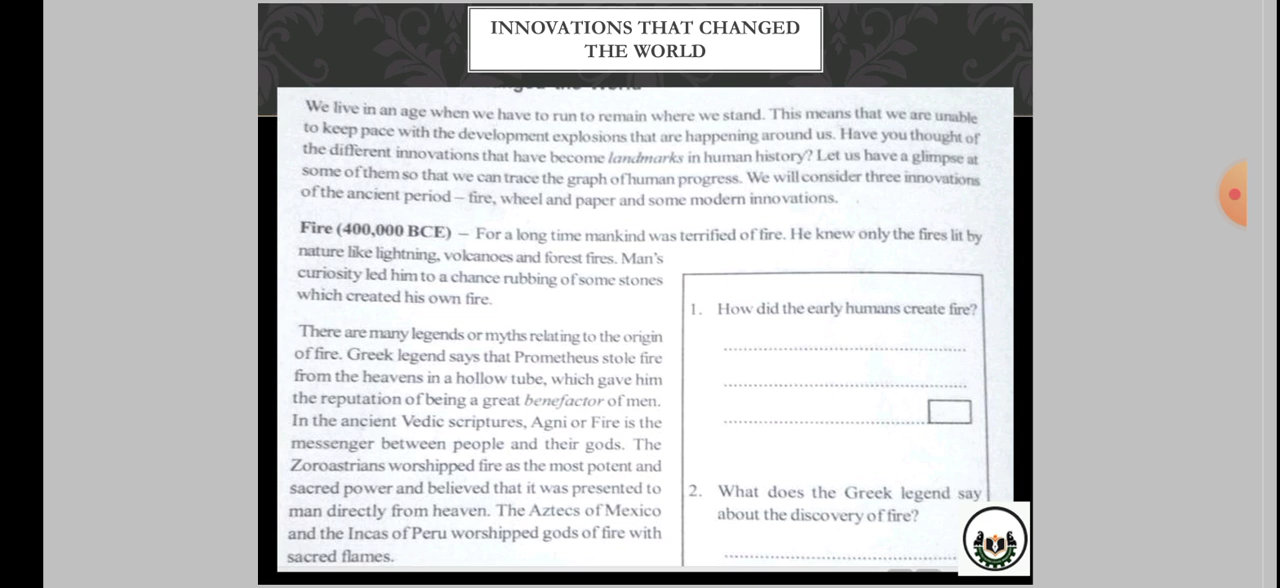 INNOVATIONS THAT CHANGED
THE WORLD
We live in an age when we have to run to remain where we stand. This means that we are unable
to keep pace with the development explosions that are happening around us. Have you thought of
the different innovations that have become landmarks in human history? Let us have a glimpse at
some of them so that we can trace the graph of human progress. We will consider three innovations
of the ancient period – fire, wheel and paper and some modern innovations.
Fire (400,000 BCE) – For a long time mankind was terrified of fire. He knew only the fires lit by
nature like lightning, volcanoes and forest fires. Man's
curiosity led him to a chance rubbing of some stones
which created his own fire.
There are many legends or myths relating to the origin
of fire. Greek legend says that Prometheus stole fire
from the heavens in a hollow tube, which gave him
the reputation of being a great benefactor of men.
In the ancient Vedic scriptures, Agni or Fire is the
messenger between people and their gods. The
Zoroastrians worshipped fire as the most potent and
sacred power and believed that it was presented to
man directly from heaven. The Aztecs of Mexico
and the Incas of Peru worshipped gods of fire with
sacred flames.
1. How did the early humans create fire?
2. What does the Greek legend say
about the discovery of fire?